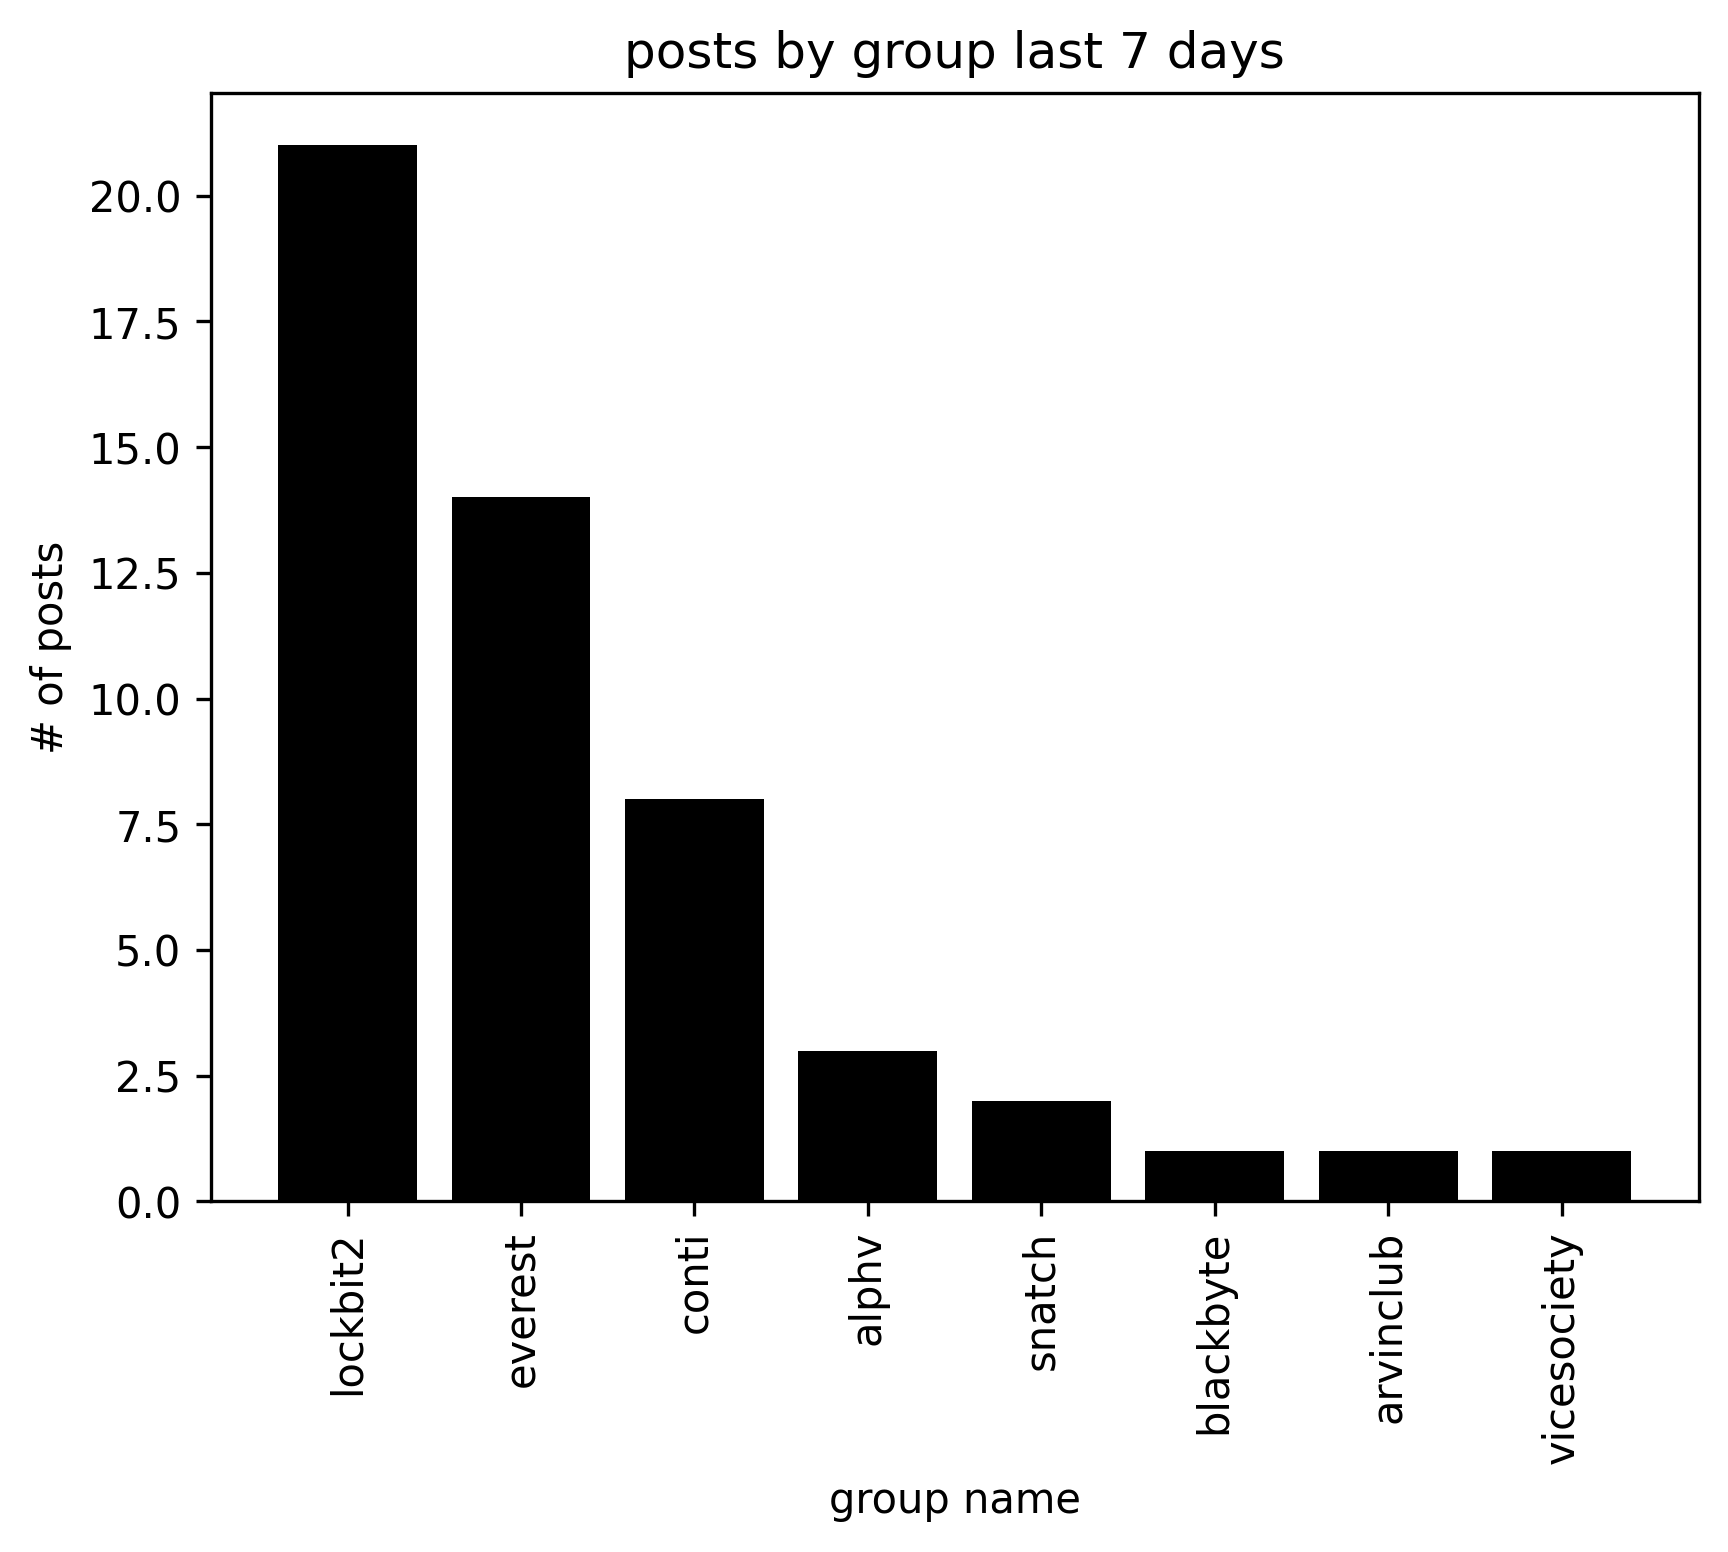 posts by group last 7 days
# of posts
20.0
17.5
15.0
12.5
10.0
7.5
5.0
2.5
0.0
lockbit2
everest
conti
alphv
snatch
blackbyte
arvinclub
vicesociety
group name